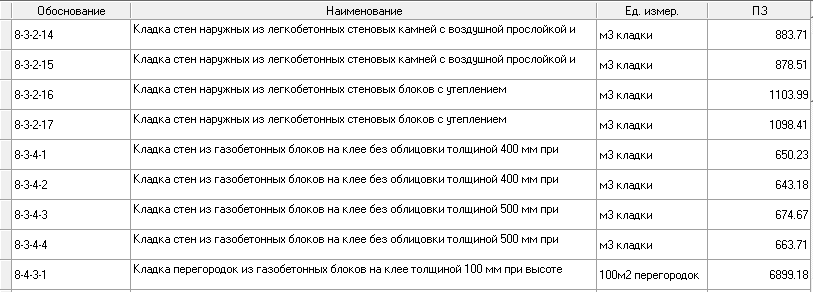 Обоснование Наименование Ед. измер. ПЗ
8-3-2-14 Кладка стен наружных из легкобетонных стеновых камней с воздушной прослойкой и м3 кладки 883.71
8-3-2-15 Кладка стен наружных из легкобетонных стеновых камней с воздушной прослойкой и м3 кладки 878.51
8-3-2-16 Кладка стен наружных из легкобетонных стеновых блоков с утеплением м3 кладки 1103.99
8-3-2-17 Кладка стен наружных из легкобетонных стеновых блоков с утеплением м3 кладки 1098.41
8-3-4-1 Кладка стен из газобетонных блоков на клее без облицовки толщиной 400 мм при м3 кладки 650.23
8-3-4-2 Кладка стен из газобетонных блоков на клее без облицовки толщиной 400 мм при м3 кладки 643.18
8-3-4-3 Кладка стен из газобетонных блоков на клее без облицовки толщиной 500 мм при м3 кладки 674.67
8-3-4-4 Кладка стен из газобетонных блоков на клее без облицовки толщиной 500 мм при м3 кладки 663.71
8-4-3-1 Кладка перегородок из газобетонных блоков на клее толщиной 100 мм при высоте 100м2 перегородок 6899.18